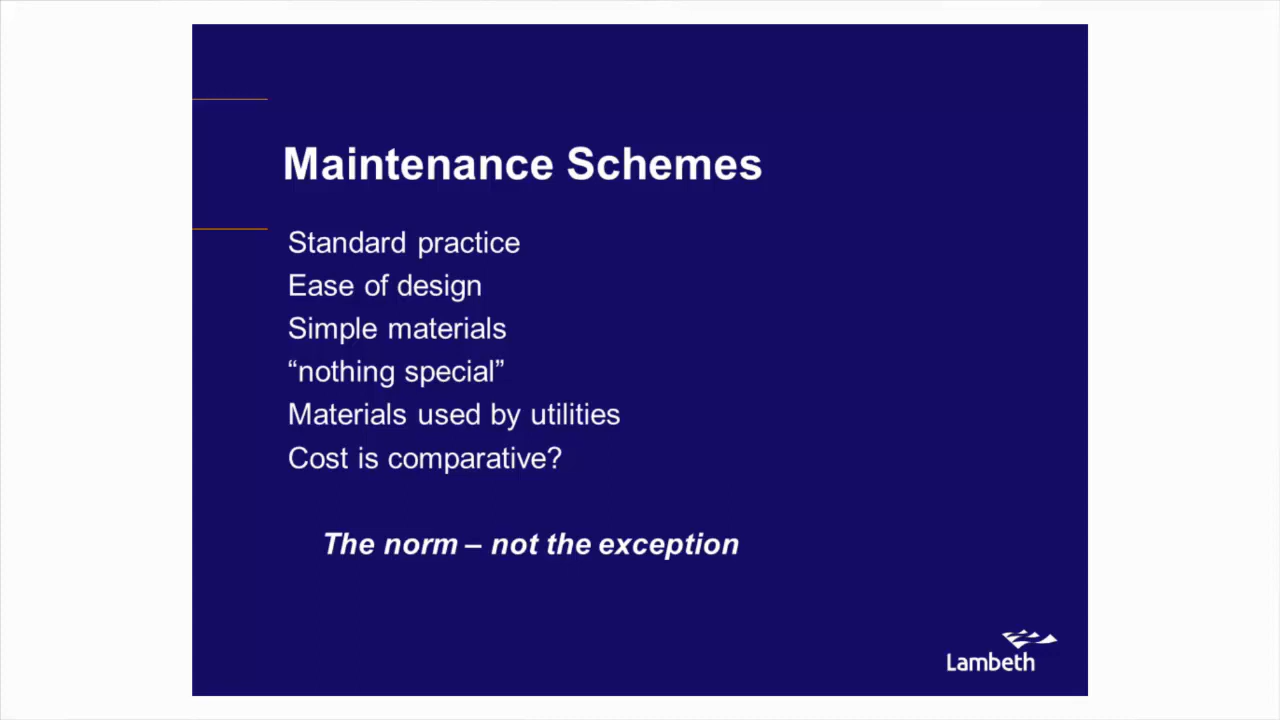 Maintenance Schemes
Standard practice
Ease of design
Simple materials
“nothing special”
Materials used by utilities
Cost is comparative?
The norm – not the exception
Lambeth